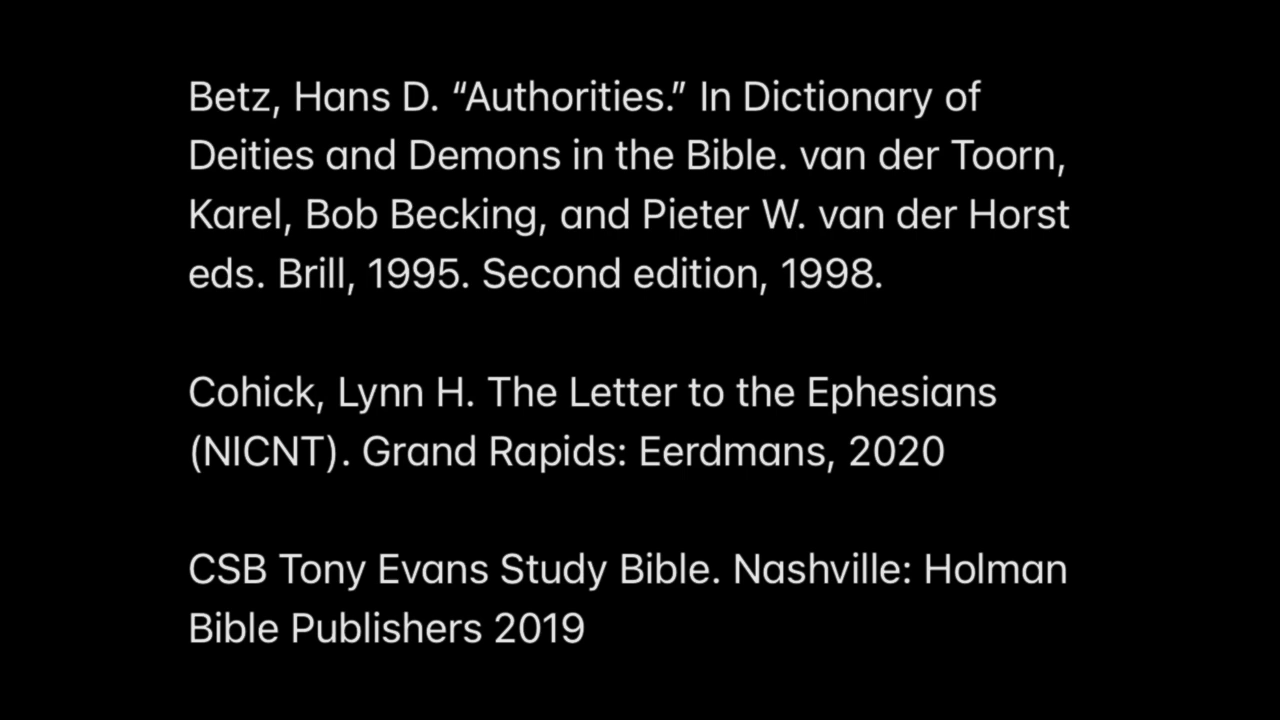 Betz, Hans D. “Authorities.” In Dictionary of
Deities and Demons in the Bible. van der Toorn,
Karel, Bob Becking, and Pieter W. van der Horst
eds. Brill, 1995. Second edition, 1998.
Cohick, Lynn H. The Letter to the Ephesians
(NICNT). Grand Rapids: Eerdmans, 2020
CSB Tony Evans Study Bible. Nashville: Holman
Bible Publishers 2019